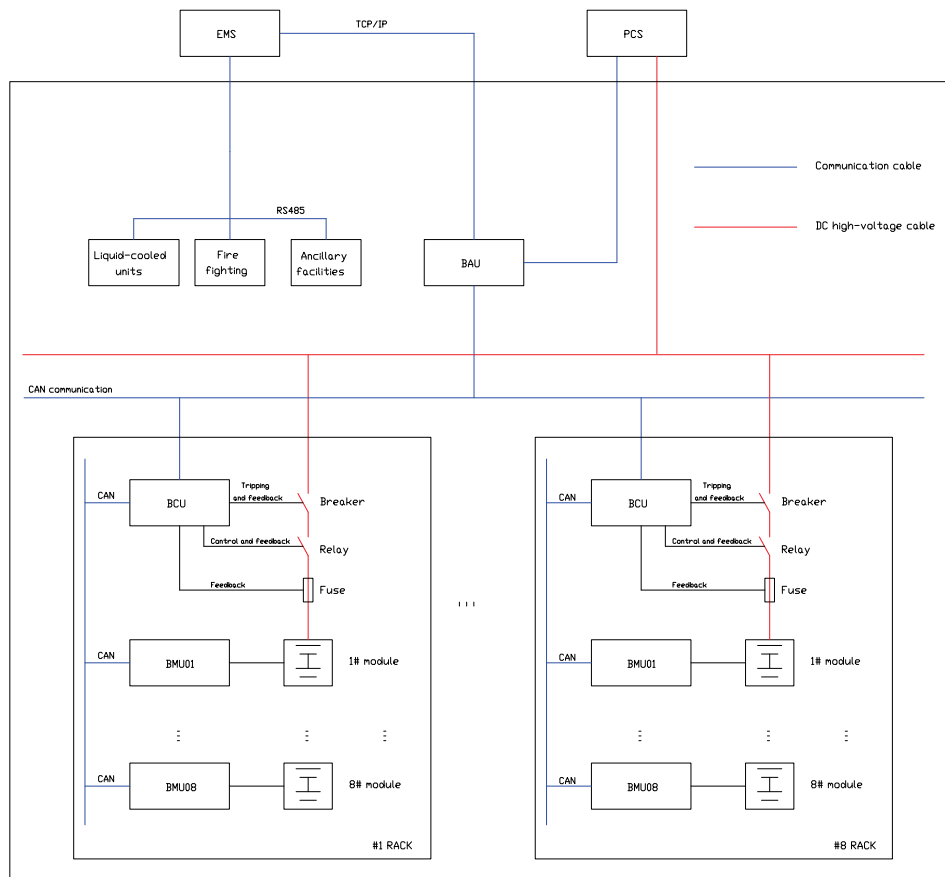 TCP/IP
EMS
PCS
Communication cable
RS485
DC high-voltage cable
Liquid-cooled
units
Fire
fighting
Ancillary
facilities
BAU
CAN communication
CAN
BCU
Tripping
and feedback
Breaker
Control and feedback
Relay
Feedback
Fuse
CAN
BMU01
1# module
CAN
BMU08
8# module
#1 RACK
CAN
BCU
Tripping
and feedback
Breaker
Control and feedback
Relay
Feedback
Fuse
CAN
BMU01
1# module
CAN
BMU08
8# module
#8 RACK